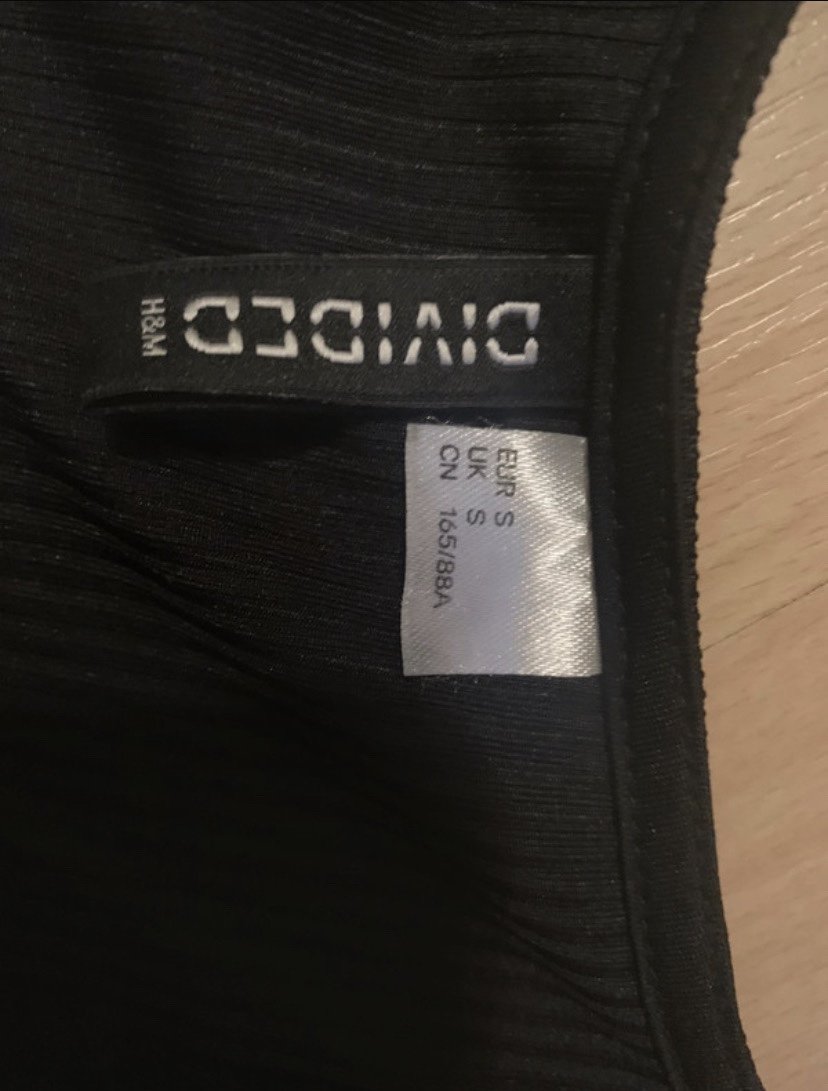 DIVIDED
H&M
EUR S
UK S
CN 165/88A